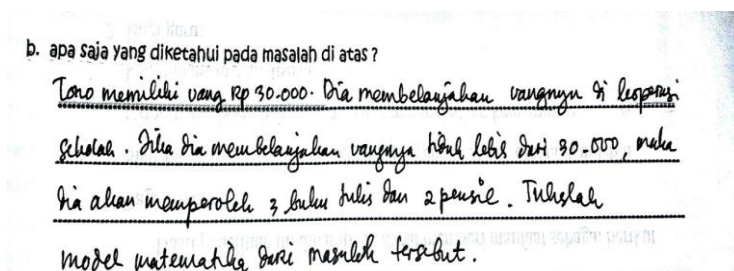 b. apa saja yang diketahui pada masalah di atas?
Tono memiliki uang Rp 30.000. Dia membelanjakan uangnya di koperasi
sekolah. Jika dia membelanjakan uangnya tidak lebih dari 30.000, maka
dia akan memperoleh 3 buku tulis dan 2 pensil. Tulislah
model matematika dari masalah tersebut.